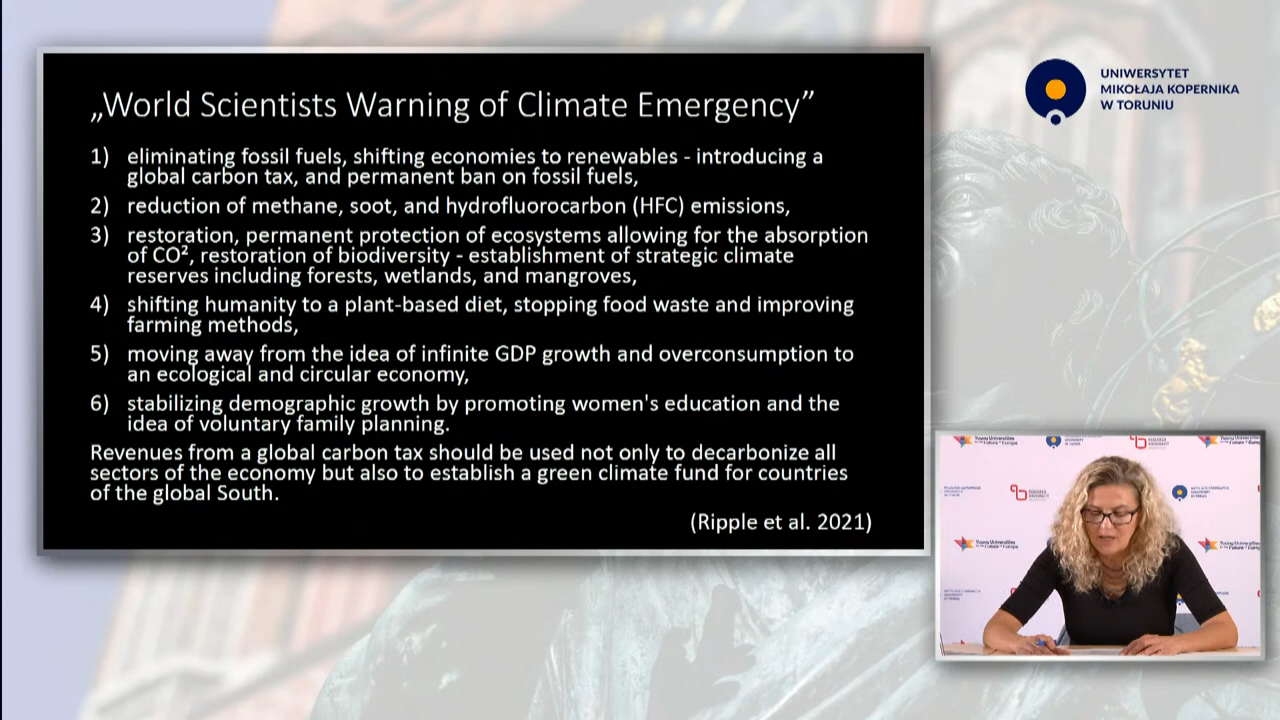 „World Scientists Warning of Climate Emergency”
1) eliminating fossil fuels, shifting economies to renewables - introducing a
global carbon tax, and permanent ban on fossil fuels,
2) reduction of methane, soot, and hydrofluorocarbon (HFC) emissions,
3) restoration, permanent protection of ecosystems allowing for the absorption
of CO², restoration of biodiversity - establishment of strategic climate
reserves including forests, wetlands, and mangroves,
4) shifting humanity to a plant-based diet, stopping food waste and improving
farming methods,
5) moving away from the idea of infinite GDP growth and overconsumption to
an ecological and circular economy,
6) stabilizing demographic growth by promoting women's education and the
idea of voluntary family planning.
Revenues from a global carbon tax should be used not only to decarbonize all
sectors of the economy but also to establish a green climate fund for countries
of the global South.
(Ripple et al. 2021)
UNIWERSYTET
MIKOŁAJA KOPERNIKA
W TORUNIU
Young Universities
for the Future of Europe